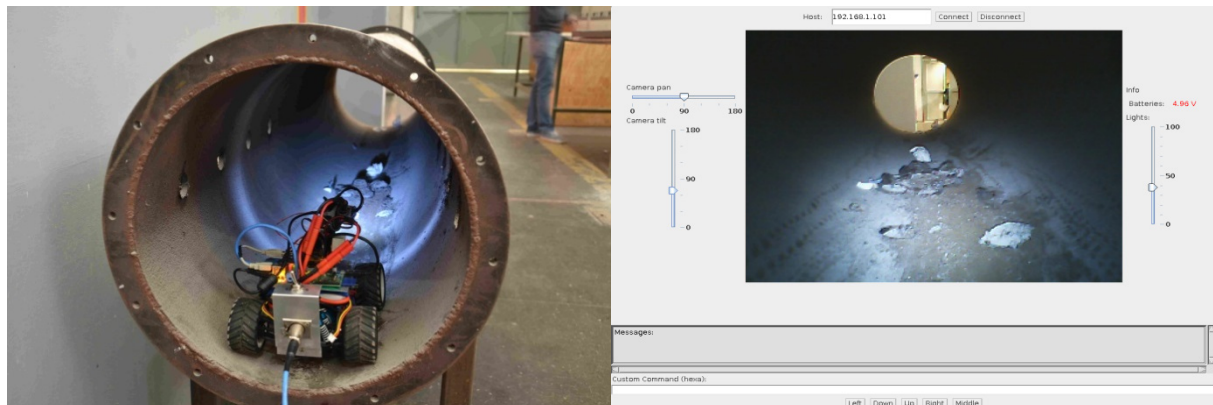 Host: 192.168.1.101 Connect Disconnect
Camera pan
0 90 180
Camera tilt
180
90
0
Info
Batteries: 4.96 V
Lights:
100
50
0
Messages:
Custom Command (hexa):
Left Down Up Right Middle